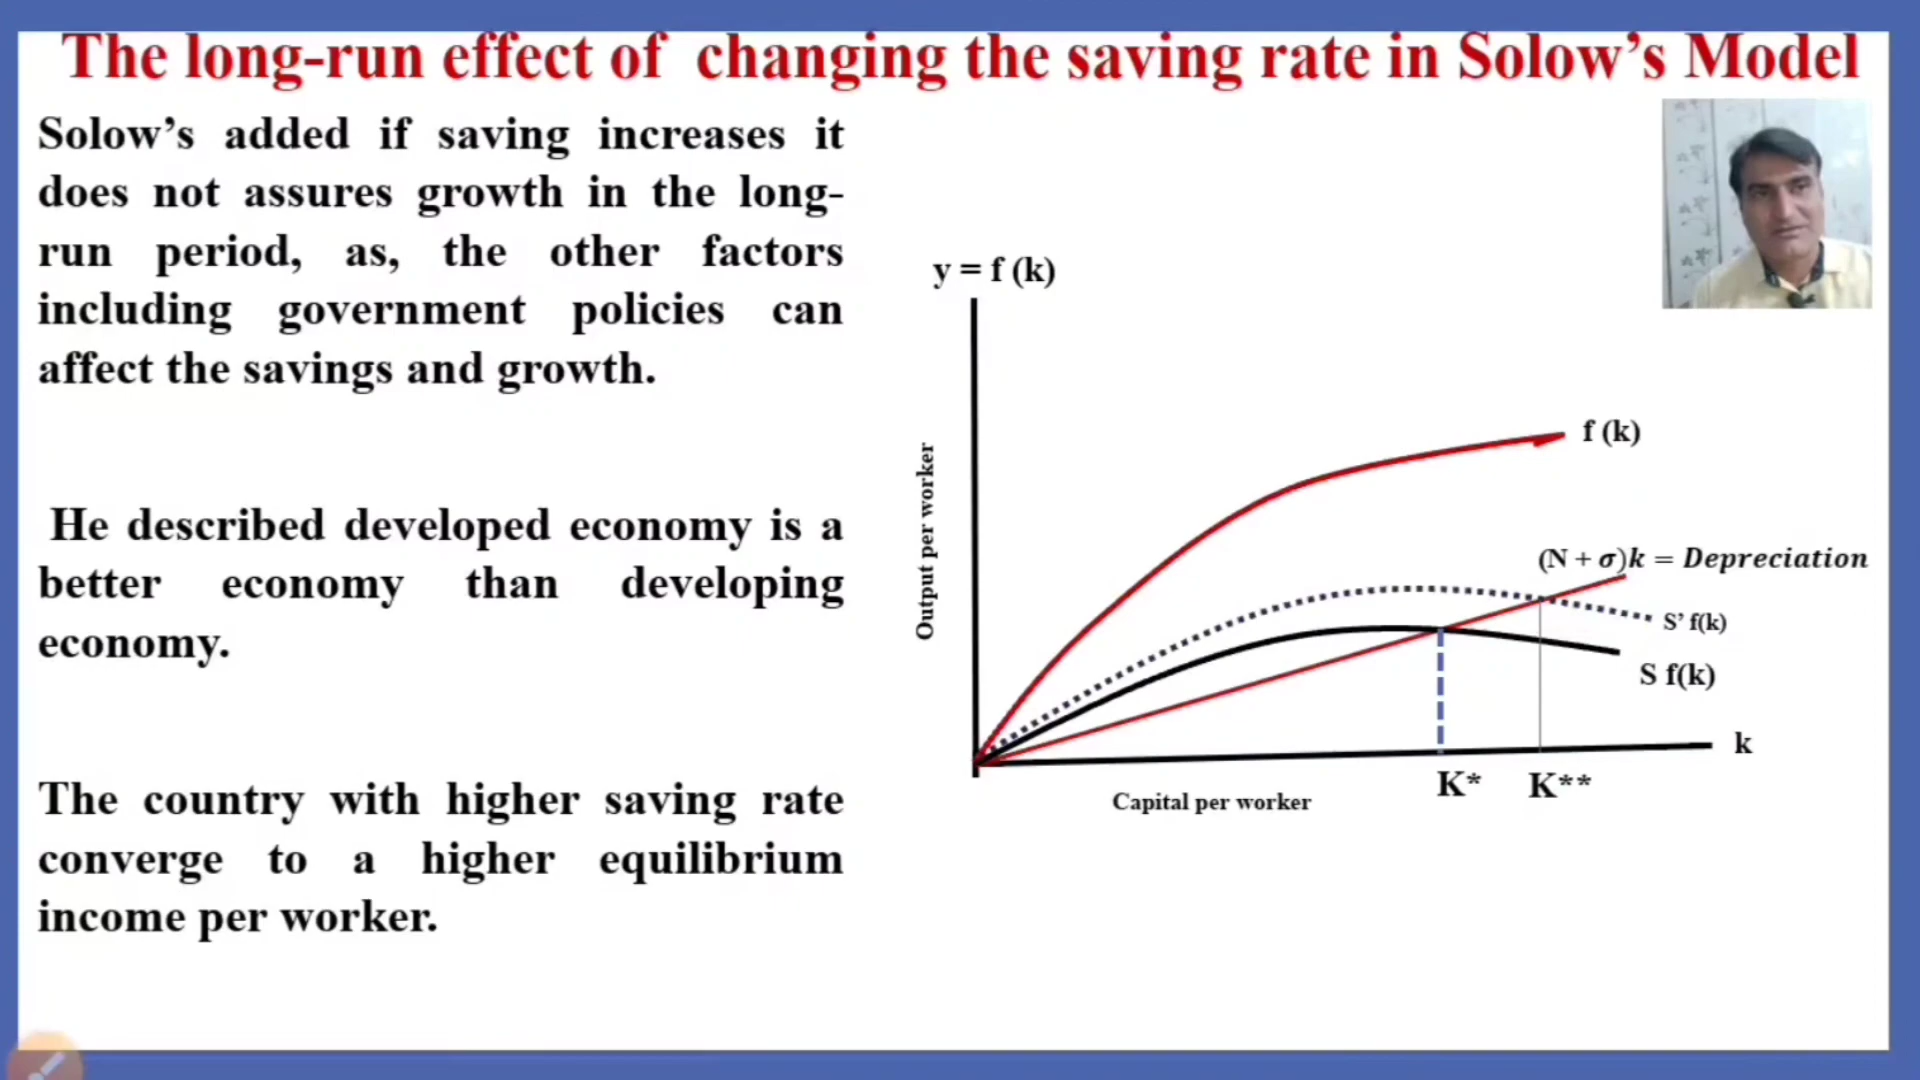 The long-run effect of changing the saving rate in Solow’s Model
Solow’s added if saving increases it
does not assures growth in the long-
run period, as, the other factors
including government policies can
affect the savings and growth.
He described developed economy is a
better economy than developing
economy.
The country with higher saving rate
converge to a higher equilibrium
income per worker.
y = f (k)
Output per worker
f (k)
(N + σ)k = Depreciation
S’ f(k)
S f(k)
k
K* K**
Capital per worker